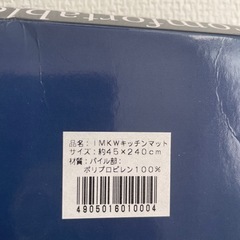 comfortable
品名：IMKWキッチンマット
サイズ：約45×240cm
材質：パイル部：
ポリプロピレン100%
4905016010004